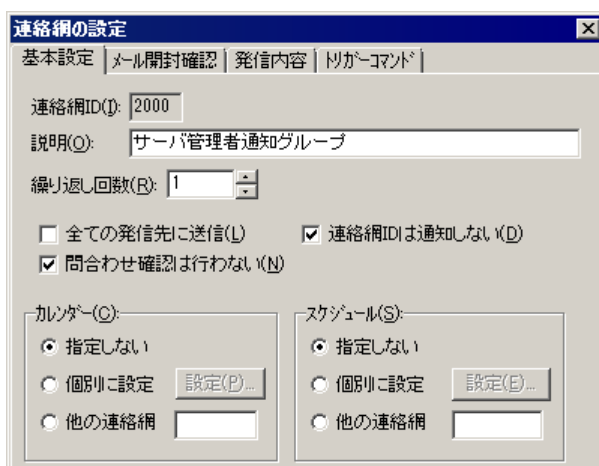 連絡網の設定
基本設定 メール開封確認 発信内容 トリガーコマンド
連絡網ID(I): 2000
説明(O): サーバ管理者通知グループ
繰り返し回数(R): 1
全ての発信先に送信(L) 連絡網IDは通知しない(D)
問合わせ確認は行わない(N)
カレンダー(C): スケジュール(S):
指定しない 指定しない
個別に設定 設定(P)... 個別に設定 設定(E)...
他の連絡網 他の連絡網